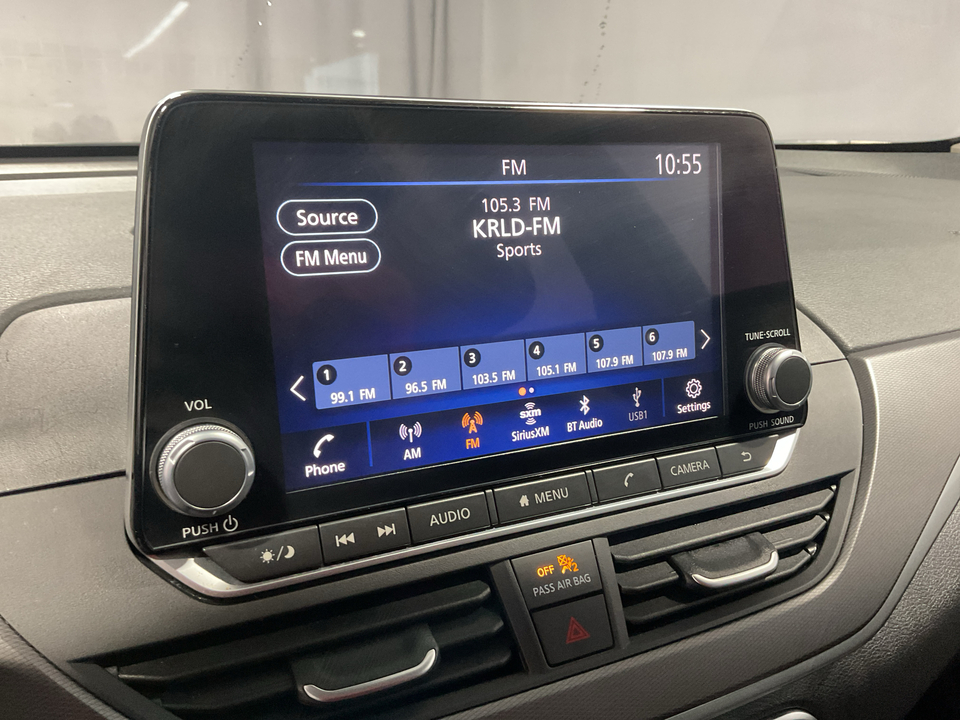 FM
10:55
Source
FM Menu
105.3 FM
KRLD-FM
Sports
1 99.1 FM
2 96.5 FM
3 103.5 FM
4 105.1 FM
5 107.9 FM
6 107.9 FM
Phone
AM
FM
sxm
SiriusXM
BT Audio
USB1
Settings
VOL
PUSH
TUNE·SCROLL
PUSH SOUND
AUDIO
MENU
CAMERA
OFF 2
PASS AIR BAG